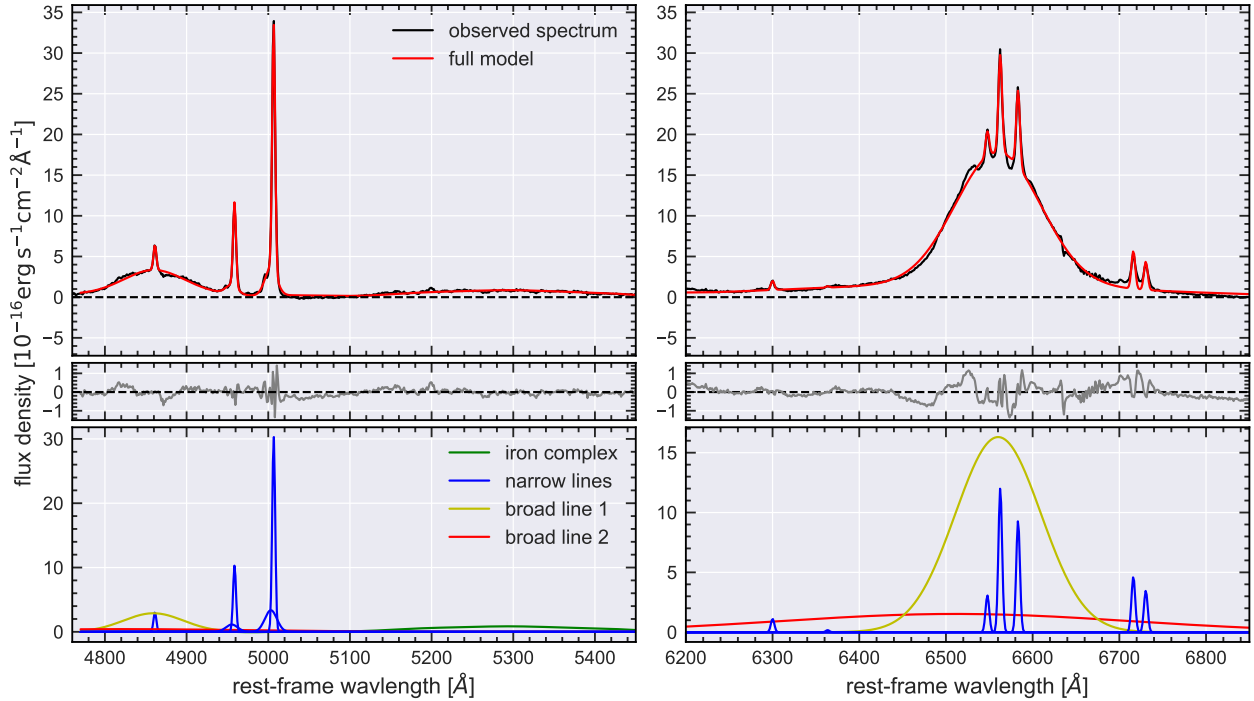 35
30
25
20
15
10
5
0
−5
observed spectrum
full model
35
30
25
20
15
10
5
0
−5
1
0
−1
1
0
−1
flux density [10⁻¹⁶erg s⁻¹cm⁻²Å⁻¹]
30
20
10
0
iron complex
narrow lines
broad line 1
broad line 2
15
10
5
0
4800 4900 5000 5100 5200 5300 5400
6200 6300 6400 6500 6600 6700 6800
rest-frame wavlength [Å]
rest-frame wavlength [Å]